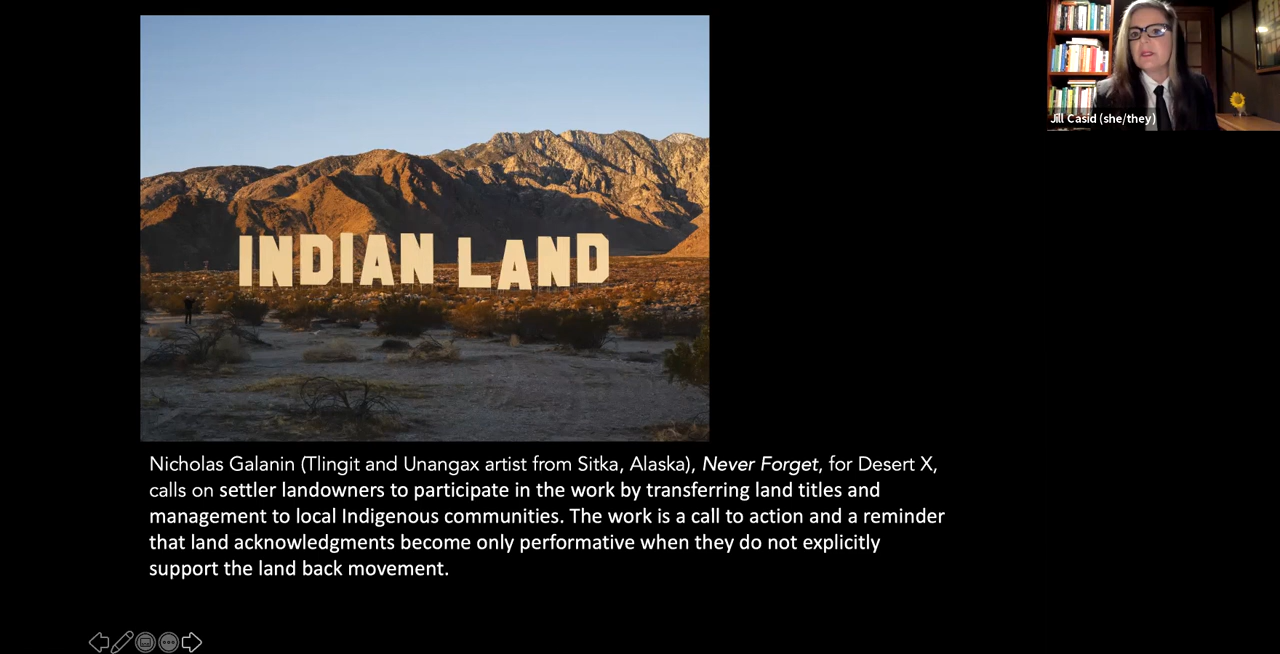 Jill Casid (she/they)
INDIAN LAND
Nicholas Galanin (Tlingit and Unangax artist from Sitka, Alaska), Never Forget, for Desert X,
calls on settler landowners to participate in the work by transferring land titles and
management to local Indigenous communities. The work is a call to action and a reminder
that land acknowledgments become only performative when they do not explicitly
support the land back movement.